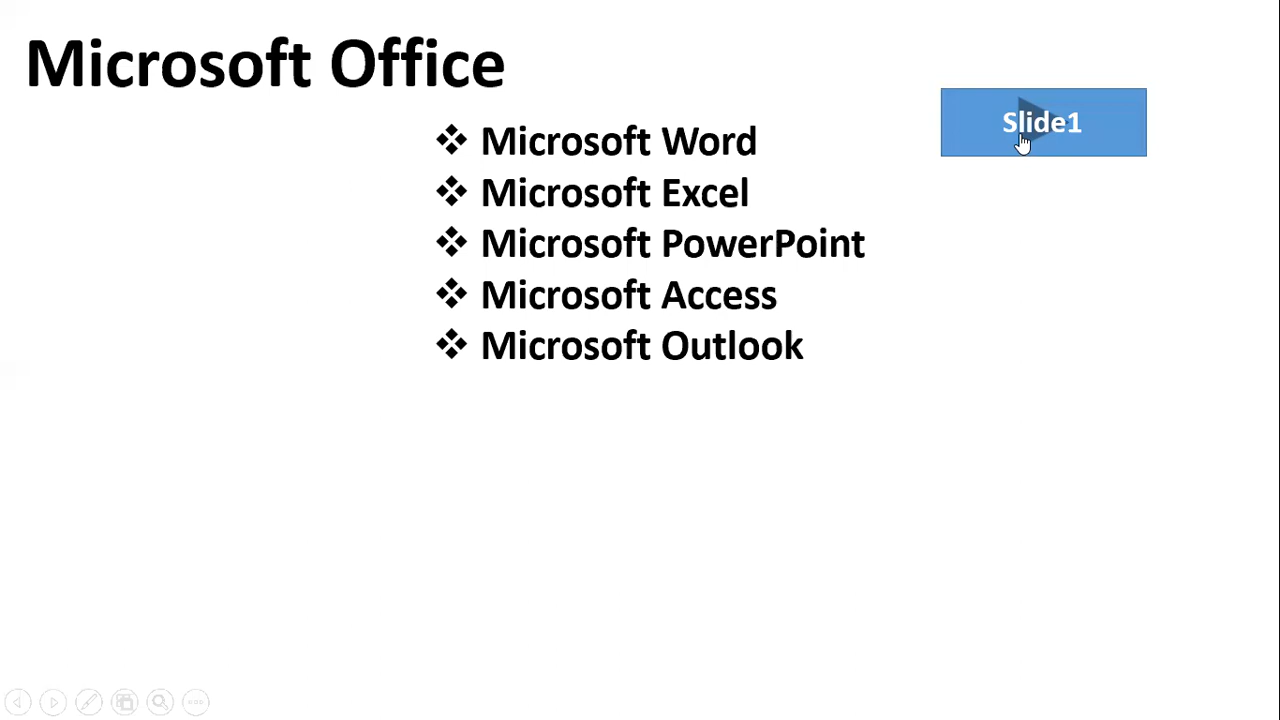 Microsoft Office
Slide1
❖ Microsoft Word
❖ Microsoft Excel
❖ Microsoft PowerPoint
❖ Microsoft Access
❖ Microsoft Outlook